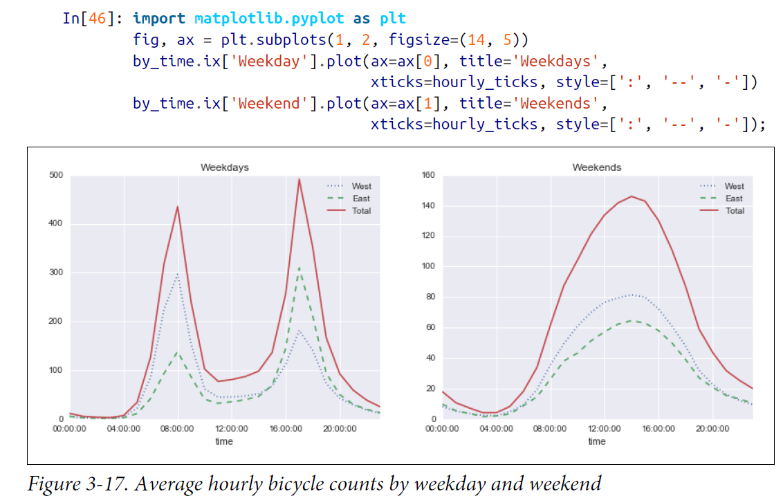 In[46]: import matplotlib.pyplot as plt
fig, ax = plt.subplots(1, 2, figsize=(14, 5))
by_time.ix['Weekday'].plot(ax=ax[0], title='Weekdays',
xticks=hourly_ticks, style=[':', '--', '-'])
by_time.ix['Weekend'].plot(ax=ax[1], title='Weekends',
xticks=hourly_ticks, style=[':', '--', '-']);
Weekdays
500
400
300
200
100
0
00:00:00 04:00:00 08:00:00 12:00:00 16:00:00 20:00:00
time
West
East
Total
Weekends
160
140
120
100
80
60
40
20
0
00:00:00 04:00:00 08:00:00 12:00:00 16:00:00 20:00:00
time
West
East
Total
Figure 3-17. Average hourly bicycle counts by weekday and weekend